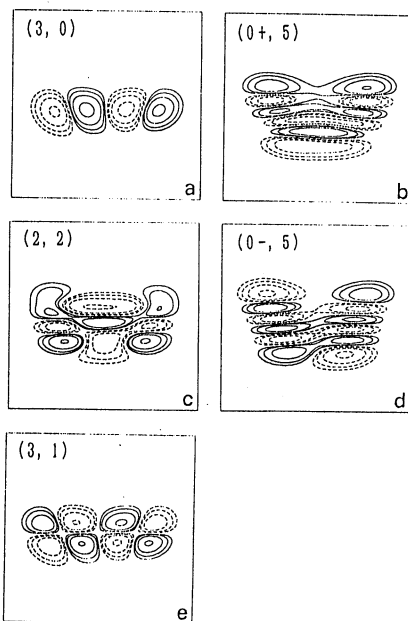 (3, 0)
a
(0+, 5)
b
(2, 2)
c
(0-, 5)
d
(3, 1)
e